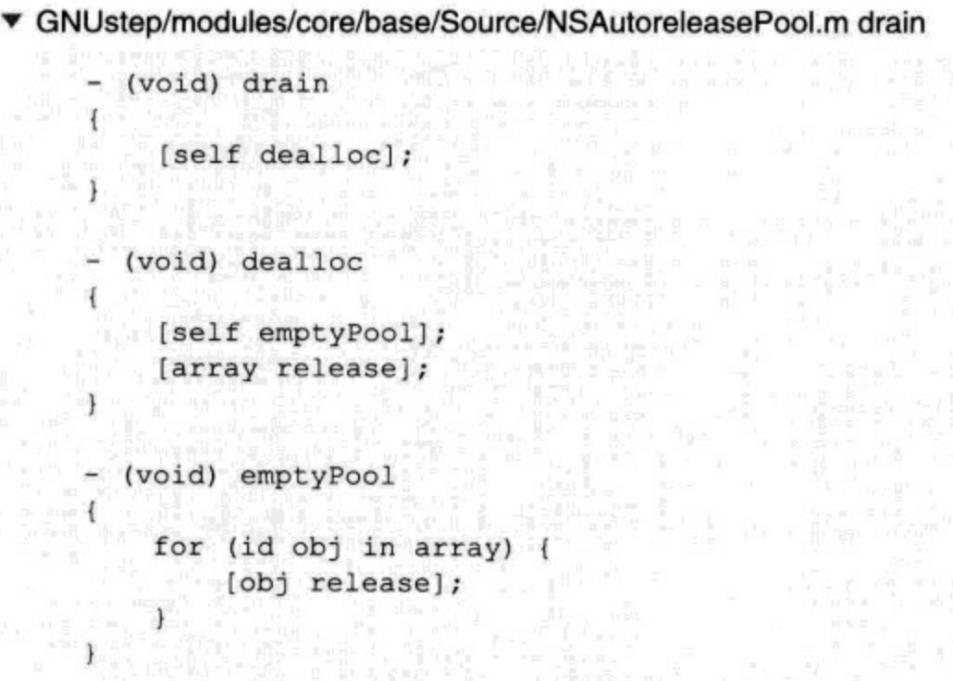 ▼ GNUstep/modules/core/base/Source/NSAutoreleasePool.m drain
- (void) drain
{
    [self dealloc];
}
- (void) dealloc
{
    [self emptyPool];
    [array release];
}
- (void) emptyPool
{
    for (id obj in array) {
        [obj release];
    }
}